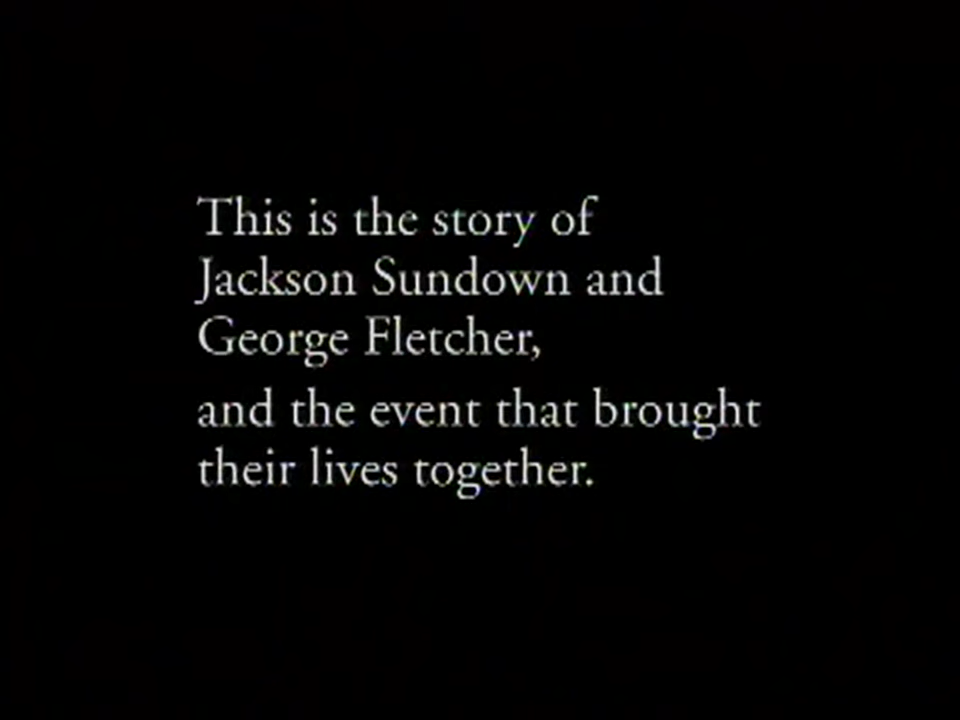 This is the story of
Jackson Sundown and
George Fletcher,
and the event that brought
their lives together.